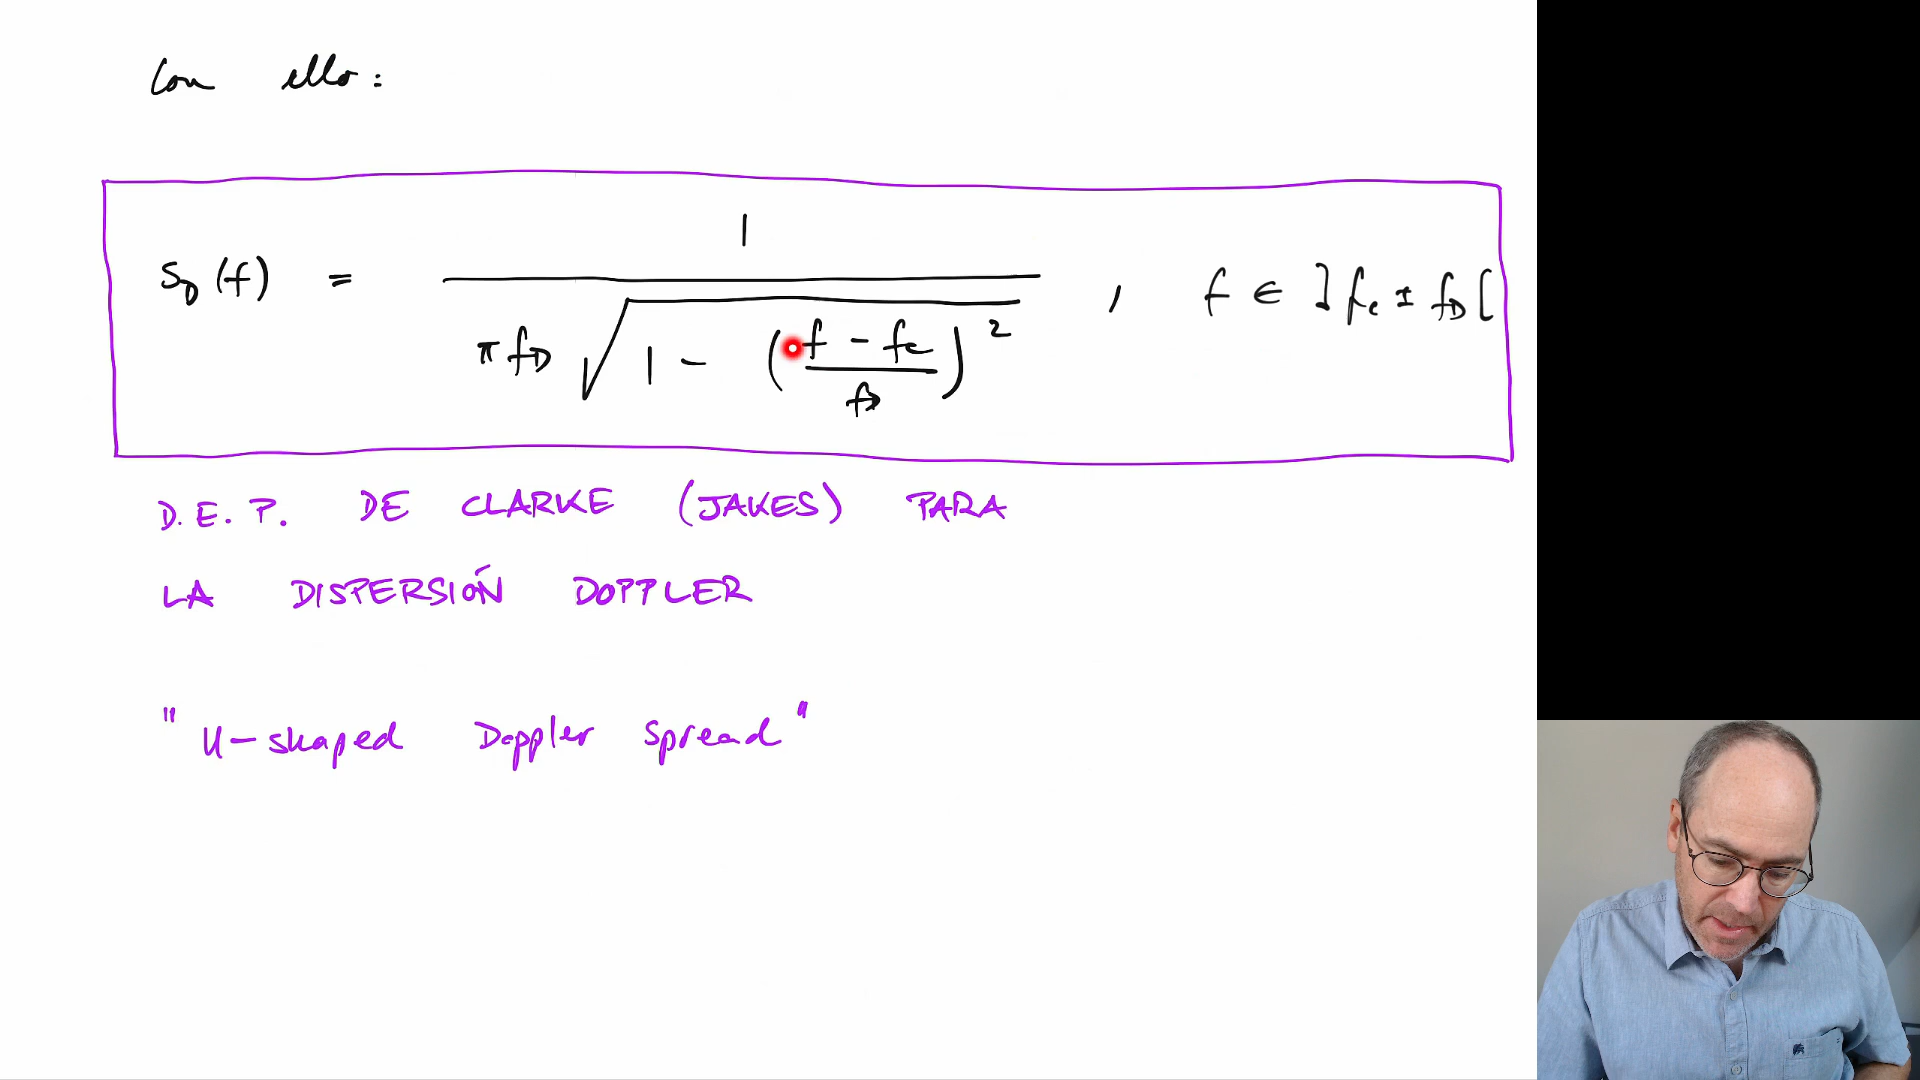 Con ello:
S_D (f) = 1 / (π f_D √(1 - ((f - f_c) / f_D)^2)) , f ∈ ] f_c ± f_D [
D.E.P. DE CLARKE (JAKES) PARA
LA DISPERSIÓN DOPPLER
"U-shaped Doppler Spread"